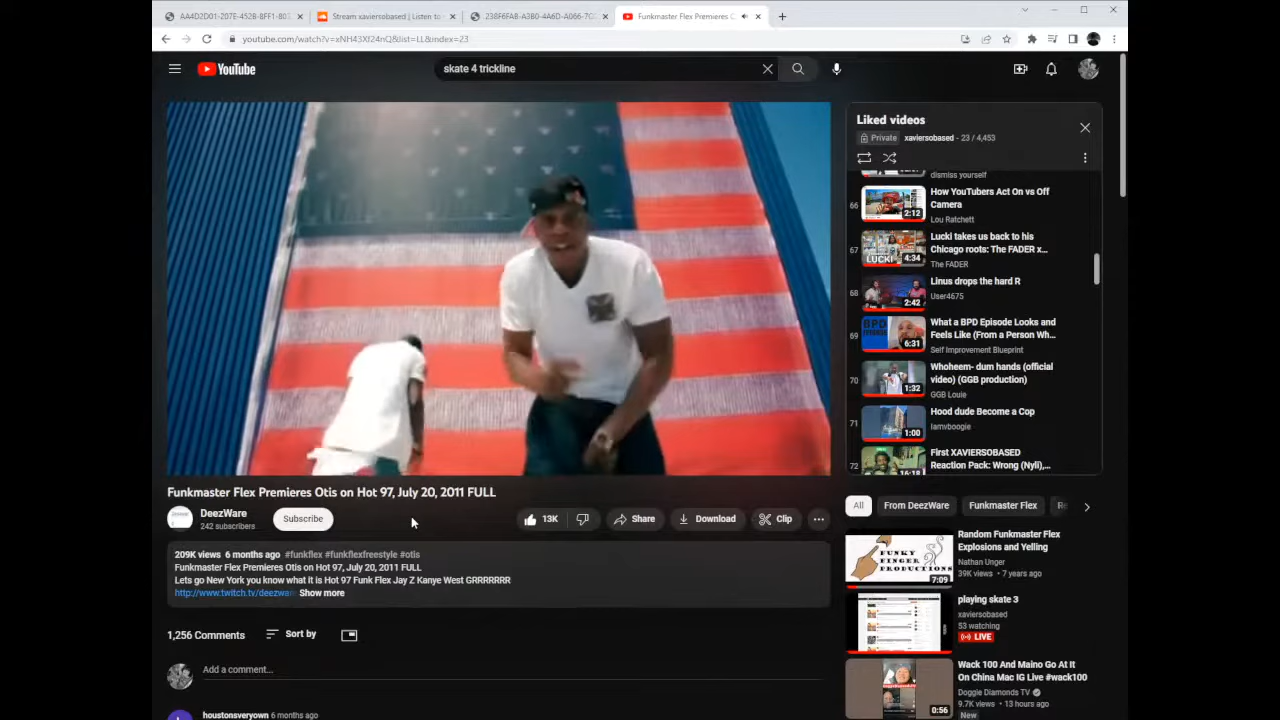 AA4D2D01-207E-452B-8FF1-803
Stream xaviersobased | Listen to
238F6FA8-A3B0-4A6D-A066-70
Funkmaster Flex Premieres O
youtube.com/watch?v=xNH43Xf24nQ&list=LL&index=23
YouTube
skate 4 trickline
Liked videos
Private xaviersobased - 23 / 4,453
dismiss yourself
66
How YouTubers Act On vs Off
Camera
2:12
Lou Ratchett
67
Lucki takes us back to his
Chicago roots: The FADER x...
LUCKI
4:34
The FADER
68
Linus drops the hard R
2:42
User4675
69
What a BPD Episode Looks and
Feels Like (From a Person Wh...
BPD
6:31
Self Improvement Blueprint
70
Whoheem- dum hands (official
video) (GGB production)
1:32
GGB Louie
71
Hood dude Become a Cop
1:00
Iamvboogie
72
First XAVIERSOBASED
Reaction Pack: Wrong (Nyli),...
16:18
Funkmaster Flex Premieres Otis on Hot 97, July 20, 2011 FULL
DeezWare
242 subscribers
Subscribe
13K
Share
Download
Clip
209K views 6 months ago #funkflex #funkflexfreestyle #otis
Funkmaster Flex Premieres Otis on Hot 97, July 20, 2011 FULL
Lets go New York you know what it is Hot 97 Funk Flex Jay Z Kanye West GRRRRRR
http://www.twitch.tv/deezwar Show more
1,256 Comments
Sort by
Add a comment...
houstonsveryown 6 months ago
All
From DeezWare
Funkmaster Flex
Re
FUNKY
FINGER
PRODUCTIONS
7:09
Random Funkmaster Flex
Explosions and Yelling
Nathan Unger
39K views • 7 years ago
playing skate 3
xaviersobased
53 watching
LIVE
Wack 100 And Maino Go At It
On China Mac IG Live #wack100
Doggie Diamonds TV
9.7K views • 13 hours ago
New
0:56